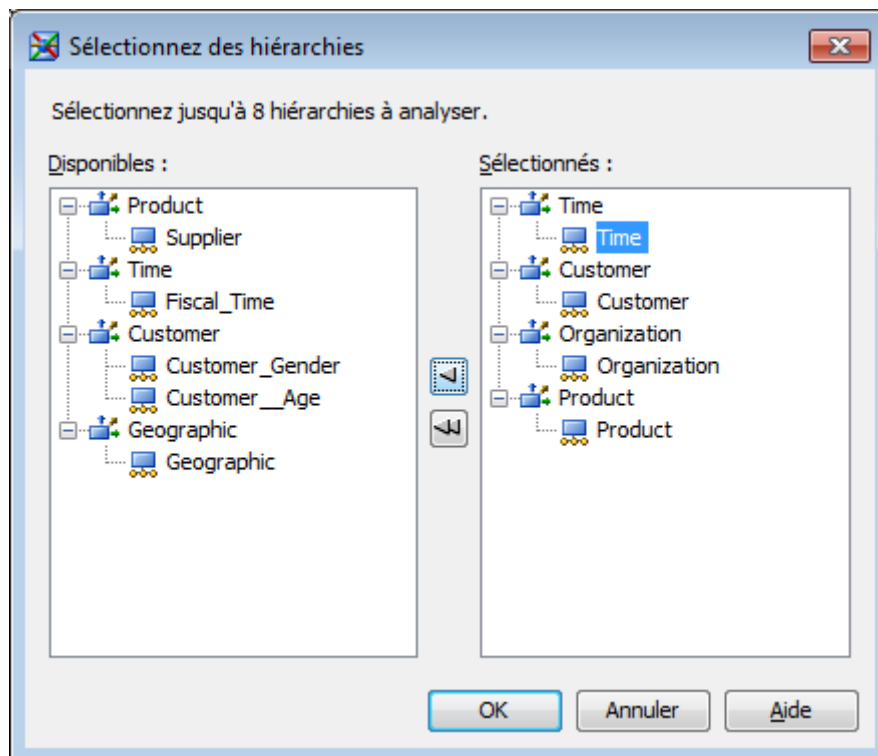 Sélectionnez des hiérarchies
Sélectionnez jusqu'à 8 hiérarchies à analyser.
Disponibles :
Product
Supplier
Time
Fiscal_Time
Customer
Customer_Gender
Customer__Age
Geographic
Geographic
Sélectionnés :
Time
Time
Customer
Customer
Organization
Organization
Product
Product
OK
Annuler
Aide